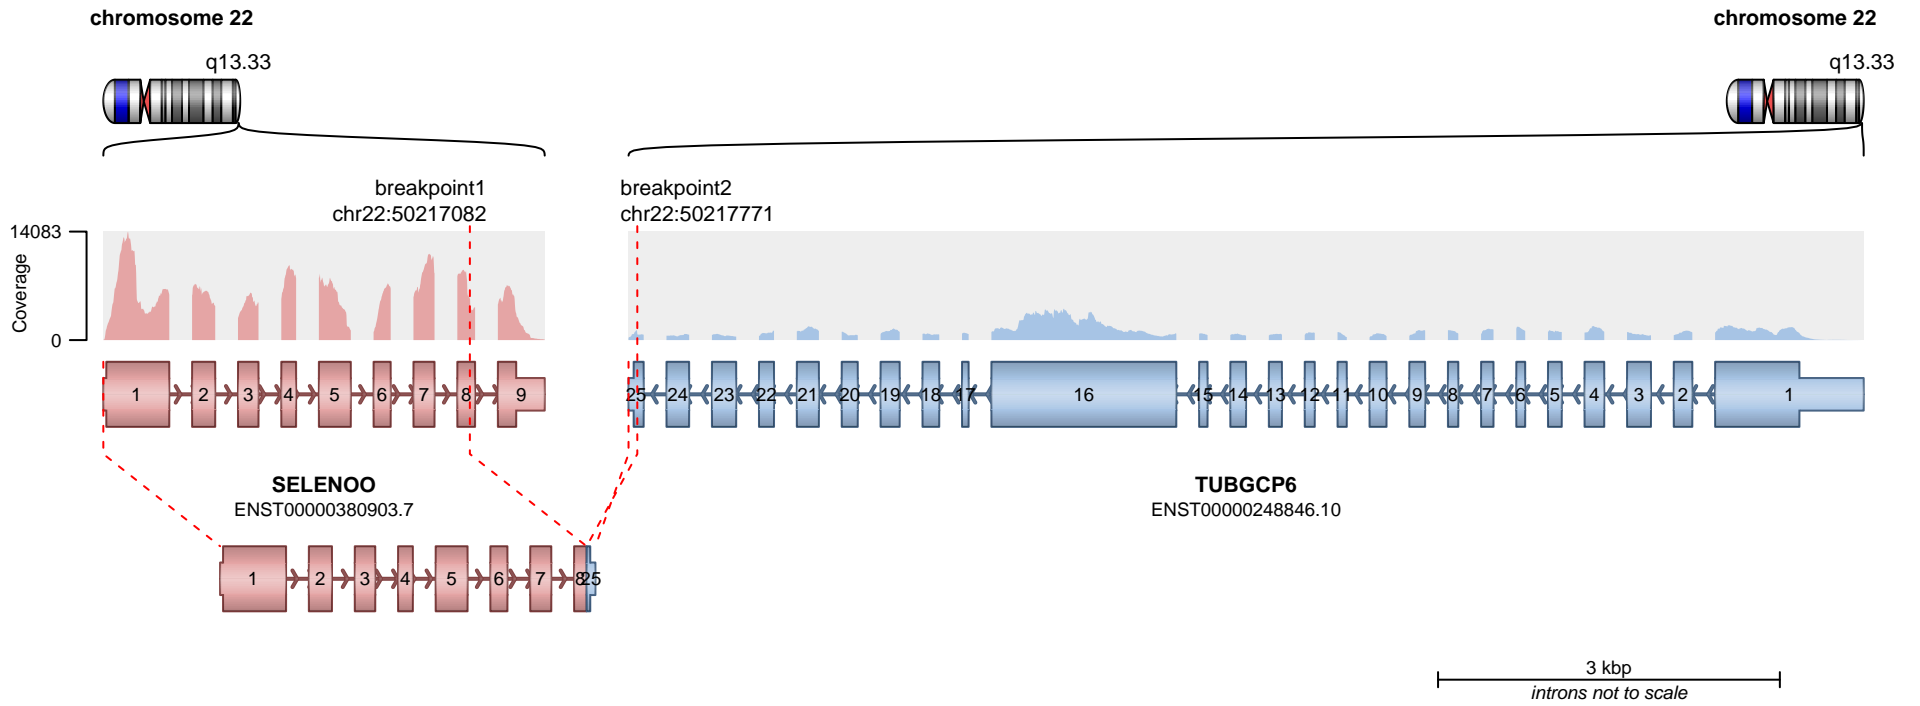 chromosome 22
chromosome 22
q13.33
q13.33
breakpoint1
chr22:50217082
breakpoint2
chr22:50217771
14083
Coverage
0
1 2 3 4 5 6 7 8 9
25 24 23 22 21 20 19 18 17 16 15 14 13 12 11 10 9 8 7 6 5 4 3 2 1
SELENOO
ENST00000380903.7
TUBGCP6
ENST00000248846.10
1 2 3 4 5 6 7 8 25
3 kbp
introns not to scale